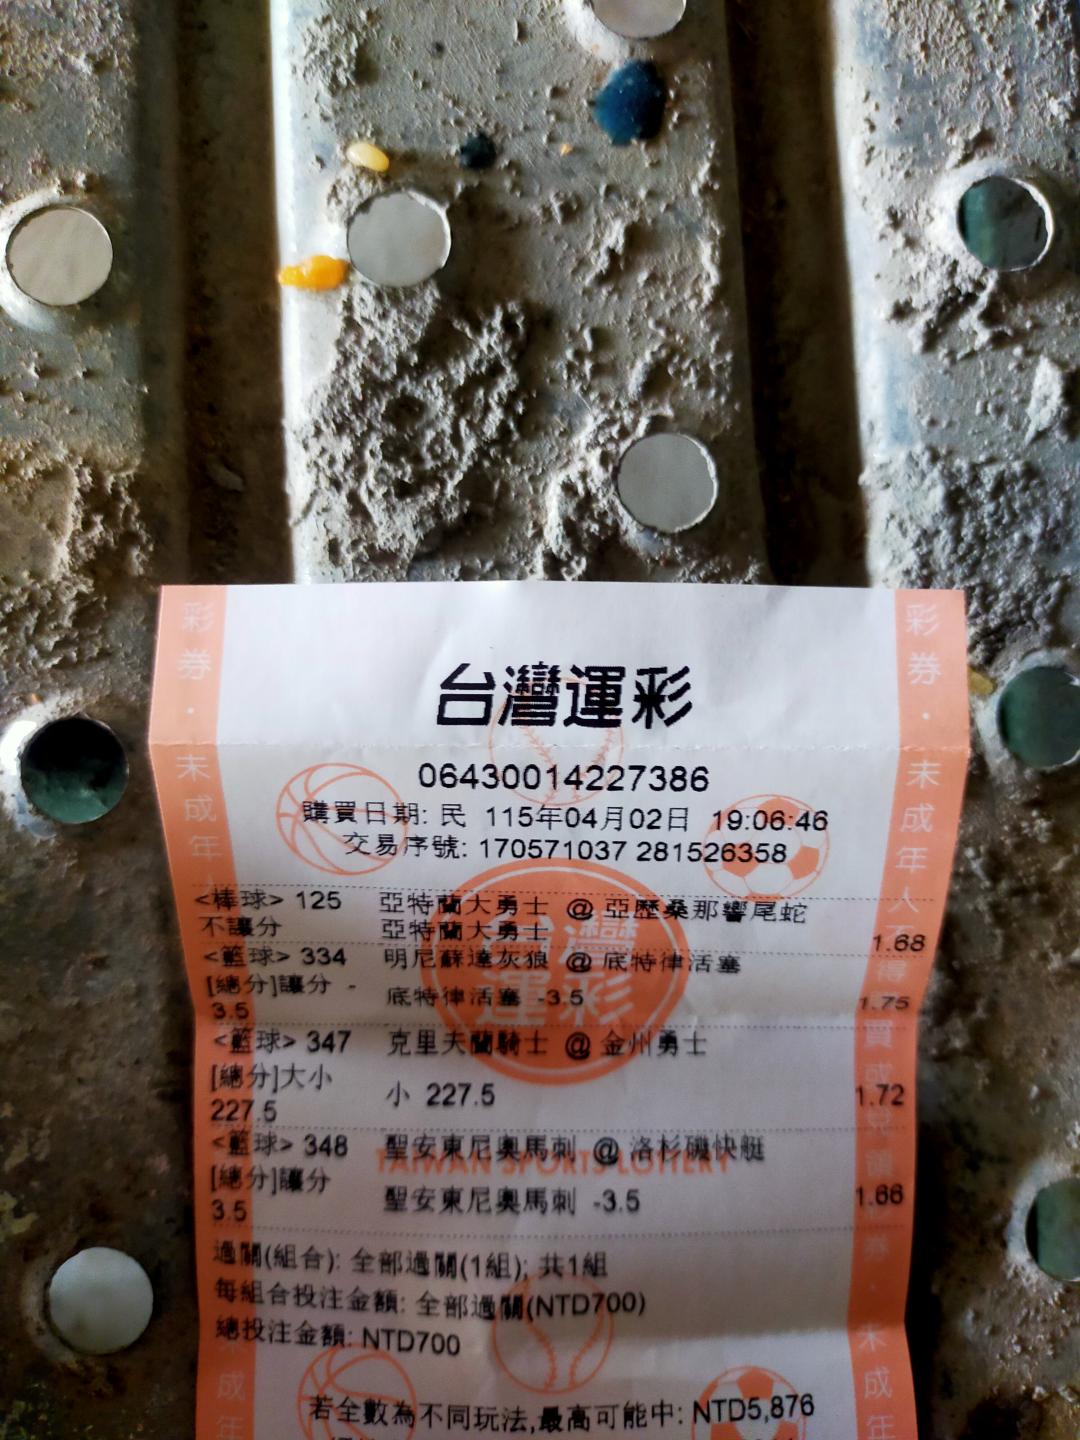 台灣運彩
06430014227386
購買日期: 民 115年04月02日 19:06:46
交易序號: 170571037 281526358
<棒球> 125 亞特蘭大勇士 @ 亞歷桑那響尾蛇
不讓分 亞特蘭大勇士 1.68
<籃球> 334 明尼蘇達灰狼 @ 底特律活塞
[總分]讓分 - 底特律活塞 -3.5 1.75
3.5
<籃球> 347 克里夫蘭騎士 @ 金州勇士
[總分]大小 小 227.5 1.72
227.5
<籃球> 348 聖安東尼奧馬刺 @ 洛杉磯快艇
TAIWAN SPORTS LOTTERY
[總分]讓分 聖安東尼奧馬刺 -3.5 1.66
3.5
過關(組合): 全部過關(1組); 共1組
每組合投注金額: 全部過關(NTD700)
總投注金額: NTD700
若全數為不同玩法,最高可能中: NTD5,876
彩券．未成年人
彩券．未成年人
台灣運彩